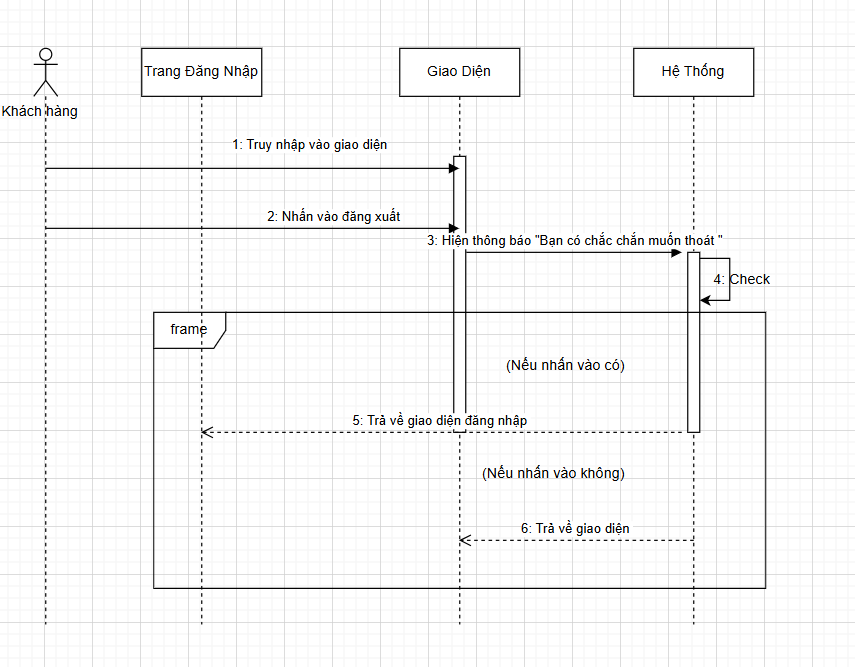 Trang Đăng Nhập
Giao Diện
Hệ Thống
Khách hàng
1: Truy nhập vào giao diện
2: Nhấn vào đăng xuất
3: Hiện thông báo "Bạn có chắc chắn muốn thoát "
4: Check
frame
(Nếu nhấn vào có)
5: Trả về giao diện đăng nhập
(Nếu nhấn vào không)
6: Trả về giao diện